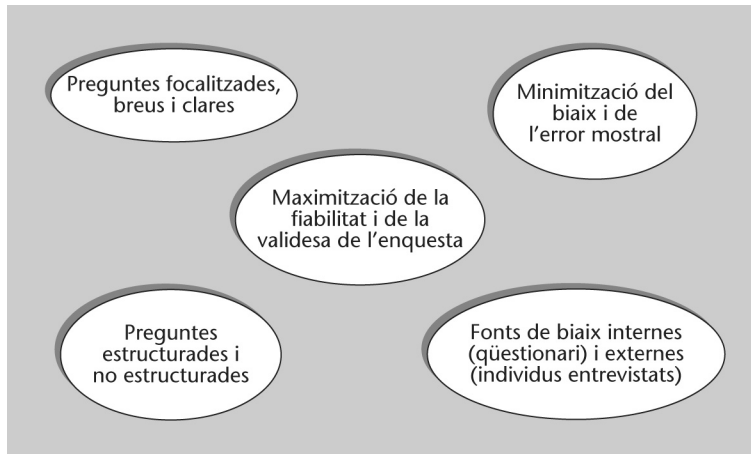 Preguntes focalitzades,
breus i clares
Minimització del
biaix i de
l'error mostral
Maximització de la
fiabilitat i de la
validesa de l'enquesta
Preguntes
estructurades i
no estructurades
Fonts de biaix internes
(qüestionari) i externes
(individus entrevistats)